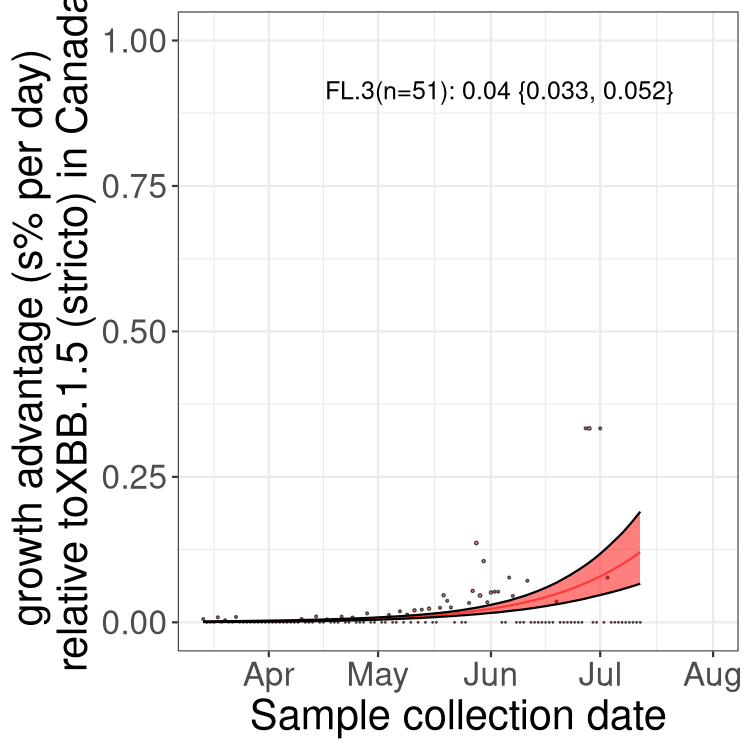 growth advantage (s% per day)
relative toXBB.1.5 (stricto) in Canada
1.00
0.75
0.50
0.25
0.00
FL.3(n=51): 0.04 {0.033, 0.052}
Apr May Jun Jul Aug
Sample collection date